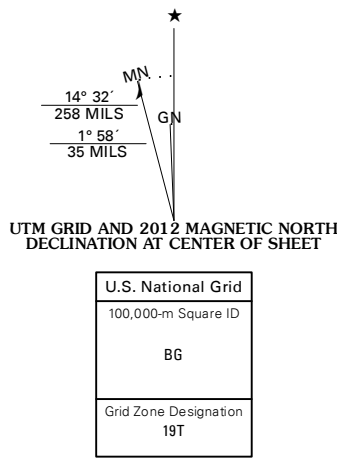 ★
MN
GN
14° 32´
258 MILS
1° 58´
35 MILS
UTM GRID AND 2012 MAGNETIC NORTH
DECLINATION AT CENTER OF SHEET
U.S. National Grid
100,000-m Square ID
BG
Grid Zone Designation
19T